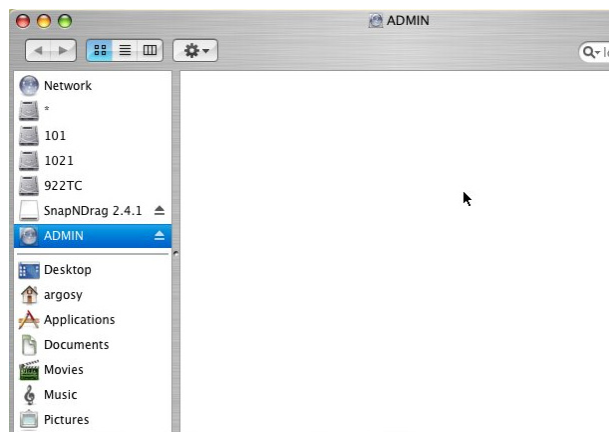 ADMIN
Network
*
101
1021
922TC
SnapNDrag 2.4.1
ADMIN
Desktop
argosy
Applications
Documents
Movies
Music
Pictures